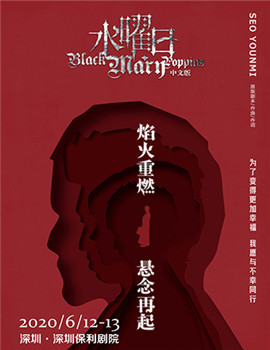 水曜日
Black Mary Poppins
中文版
SEO YOUNMI
焰火重燃
悬念再起
为了变得更加幸福 我愿与不幸同行
2020/6/12-13
深圳·深圳保利剧院